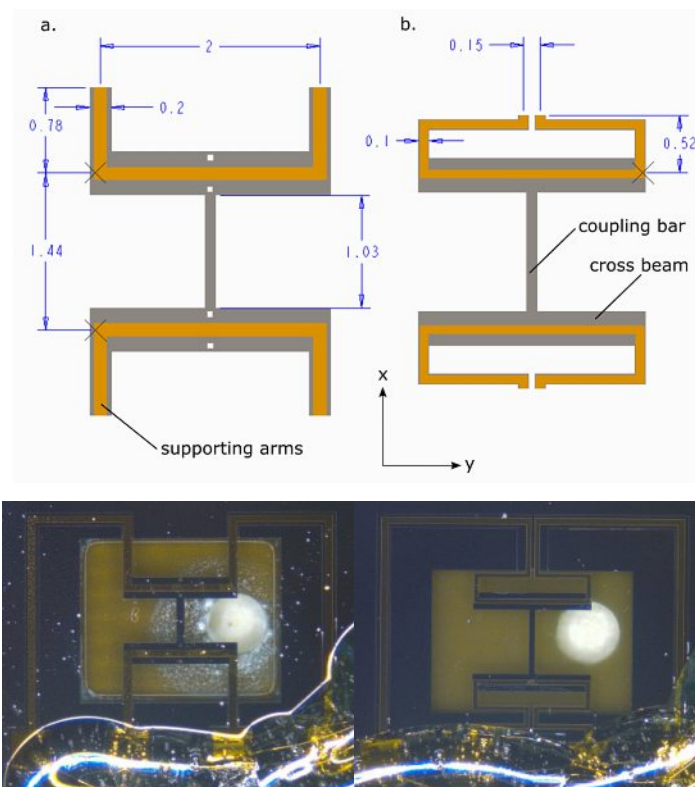 a.
2
0.2
0.78
1.44
1.03
supporting arms
b.
0.15
0.1
0.52
coupling bar
cross beam
x
y